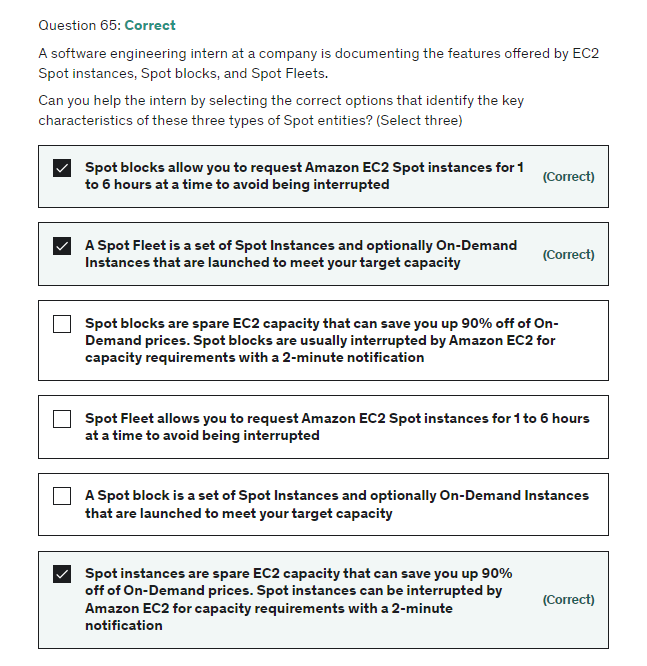 Question 65: Correct
A software engineering intern at a company is documenting the features offered by EC2
Spot instances, Spot blocks, and Spot Fleets.
Can you help the intern by selecting the correct options that identify the key
characteristics of these three types of Spot entities? (Select three)
Spot blocks allow you to request Amazon EC2 Spot instances for 1
to 6 hours at a time to avoid being interrupted
(Correct)
A Spot Fleet is a set of Spot Instances and optionally On-Demand
Instances that are launched to meet your target capacity
(Correct)
Spot blocks are spare EC2 capacity that can save you up 90% off of On-
Demand prices. Spot blocks are usually interrupted by Amazon EC2 for
capacity requirements with a 2-minute notification
Spot Fleet allows you to request Amazon EC2 Spot instances for 1 to 6 hours
at a time to avoid being interrupted
A Spot block is a set of Spot Instances and optionally On-Demand Instances
that are launched to meet your target capacity
Spot instances are spare EC2 capacity that can save you up 90%
off of On-Demand prices. Spot instances can be interrupted by
Amazon EC2 for capacity requirements with a 2-minute
notification
(Correct)